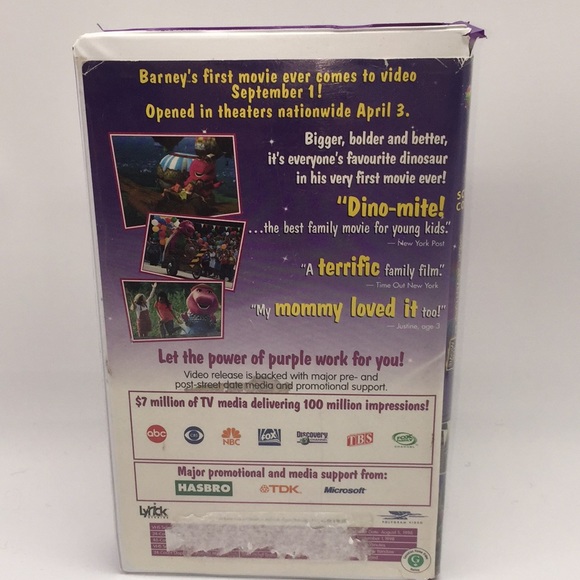 Barney's first movie ever comes to video
September 1!
Opened in theaters nationwide April 3.
Bigger, bolder and better,
it's everyone's favourite dinosaur
in his very first movie ever!
"Dino-mite!
...the best family movie for young kids."
— New York Post
"A terrific family film."
— Time Out New York
"My mommy loved it too!"
— Justine, age 3
Let the power of purple work for you!
Video release is backed with major pre- and
post-street date media and promotional support.
$7 million of TV media delivering 100 million impressions!
abc
NBC
FOX
Discovery
TBS
Major promotional and media support from:
HASBRO
TDK
Microsoft
Lyrick
G